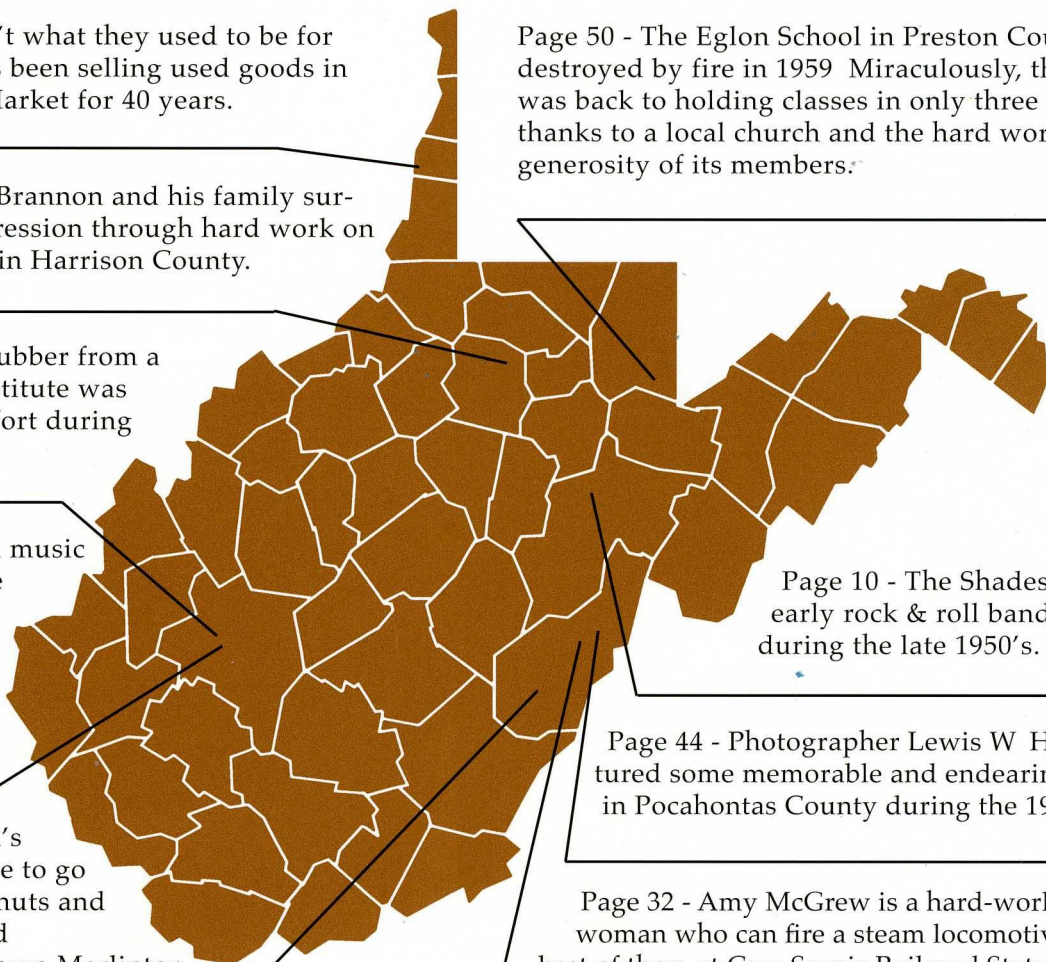 't what they used to be for
been selling used goods in
Market for 40 years.
Brannon and his family sur-
ression through hard work on
in Harrison County.
ubber from a
titute was
ort during
music
's
e to go
nuts and
Page 50 - The Eglon School in Preston Cou
destroyed by fire in 1959 Miraculously, th
was back to holding classes in only three
thanks to a local church and the hard wor
generosity of its members.
Page 10 - The Shades
early rock & roll band
during the late 1950's.
Page 44 - Photographer Lewis W H
tured some memorable and endearin
in Pocahontas County during the 19
Page 32 - Amy McGrew is a hard-worl
woman who can fire a steam locomotiv